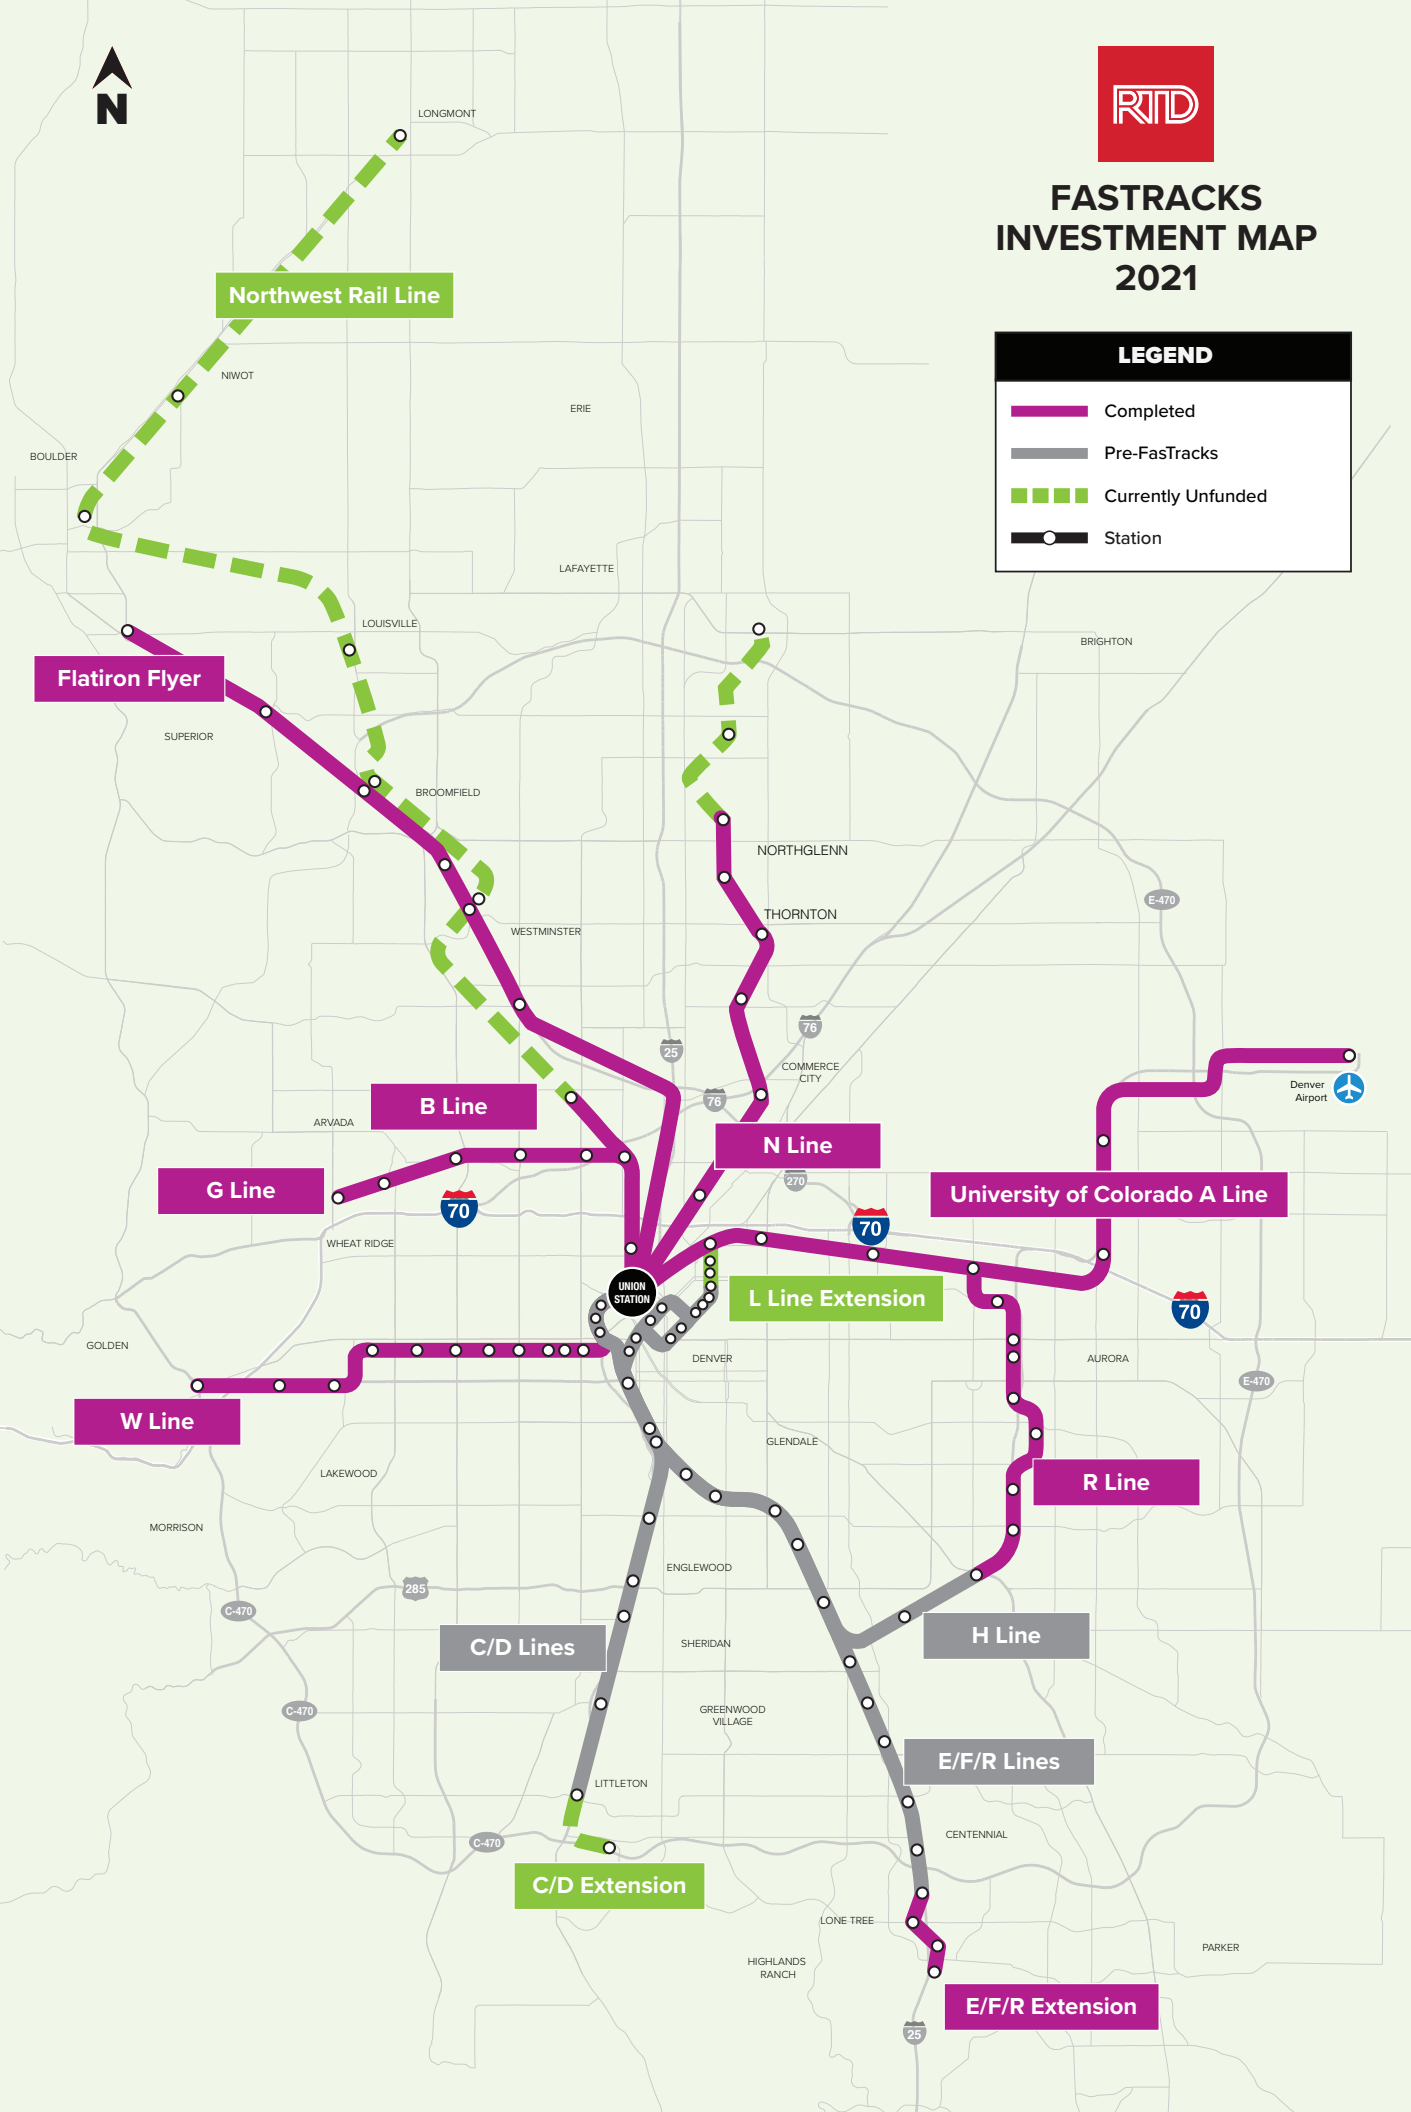 N
RTD
FASTRACKS
INVESTMENT MAP
2021
LEGEND
Completed
Pre-FasTracks
Currently Unfunded
Station
LONGMONT
Northwest Rail Line
NIWOT
ERIE
BOULDER
LAFAYETTE
LOUISVILLE
BRIGHTON
Flatiron Flyer
SUPERIOR
BROOMFIELD
NORTHGLENN
E-470
THORNTON
WESTMINSTER
76
25
COMMERCE
CITY
Denver
Airport
76
B Line
ARVADA
N Line
270
G Line
University of Colorado A Line
70
70
WHEAT RIDGE
UNION
STATION
L Line Extension
70
GOLDEN
DENVER
AURORA
E-470
W Line
GLENDALE
LAKEWOOD
R Line
MORRISON
ENGLEWOOD
285
C-470
C/D Lines
SHERIDAN
H Line
C-470
GREENWOOD
VILLAGE
E/F/R Lines
LITTLETON
C-470
CENTENNIAL
C/D Extension
LONE TREE
PARKER
HIGHLANDS
RANCH
E/F/R Extension
25